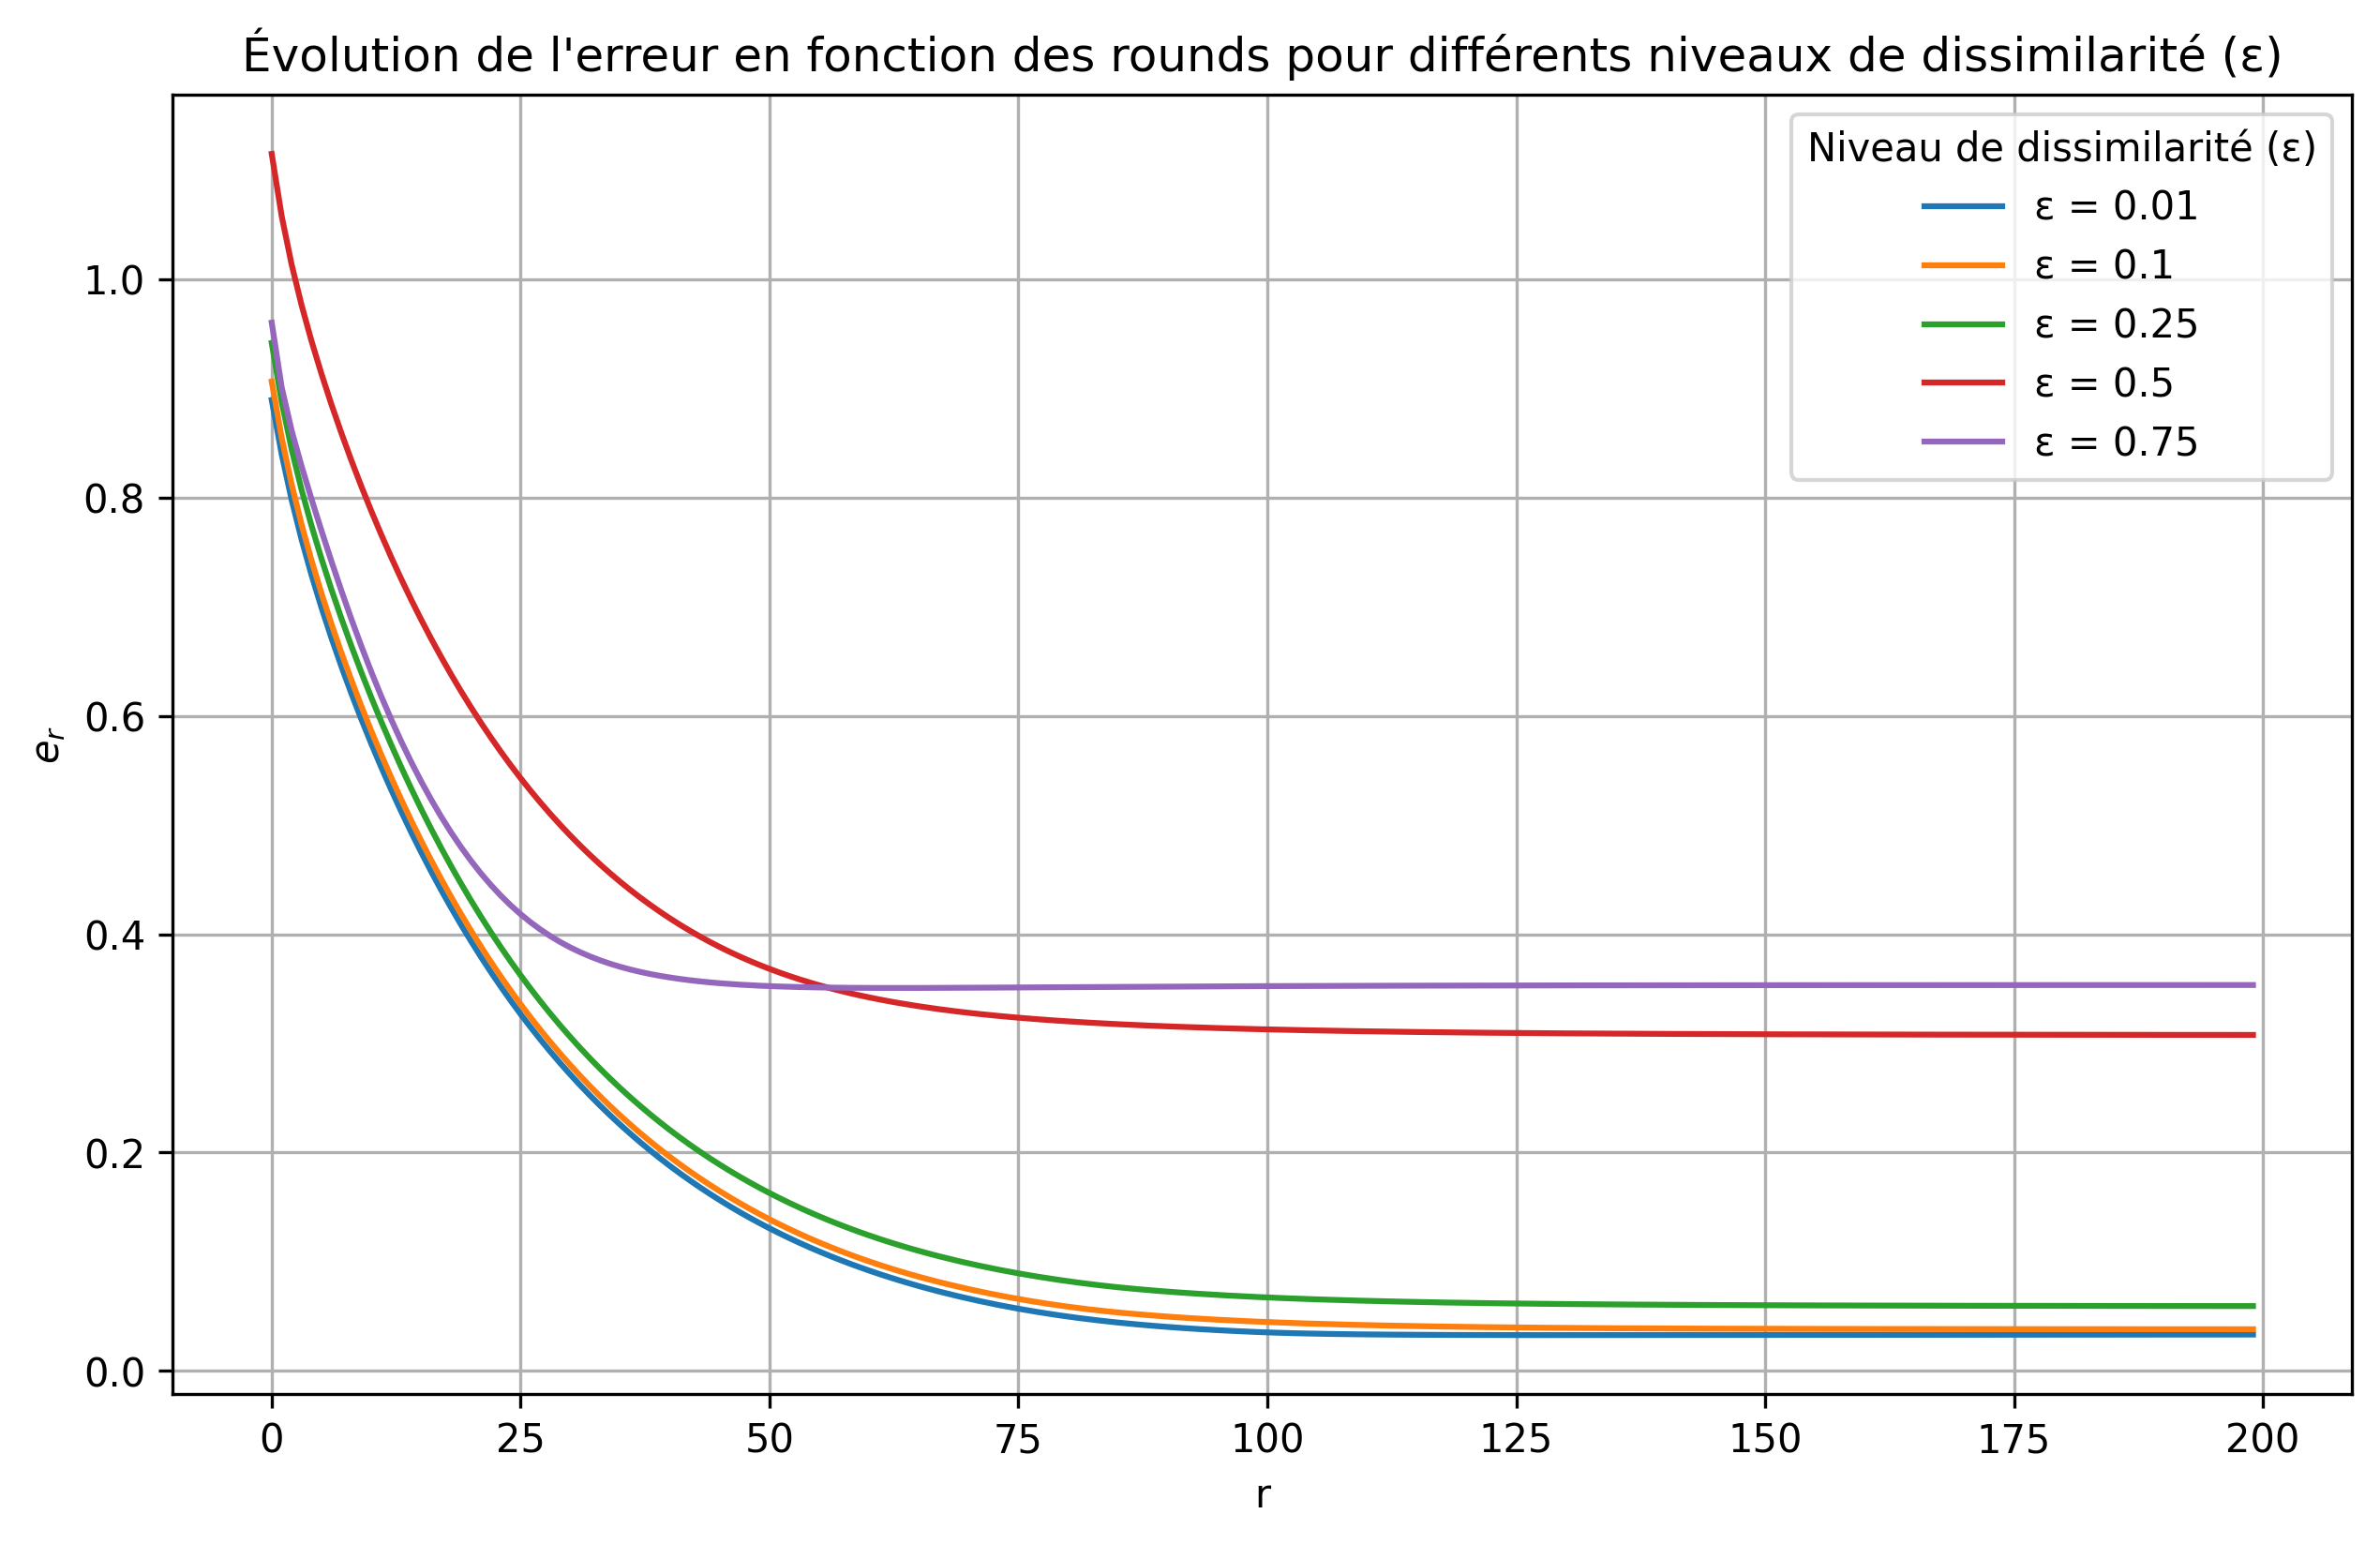 Évolution de l'erreur en fonction des rounds pour différents niveaux de dissimilarité (ε)
Niveau de dissimilarité (ε)
ε = 0.01
ε = 0.1
ε = 0.25
ε = 0.5
ε = 0.75
1.0
0.8
0.6
0.4
0.2
0.0
e_r
0 25 50 75 100 125 150 175 200
r